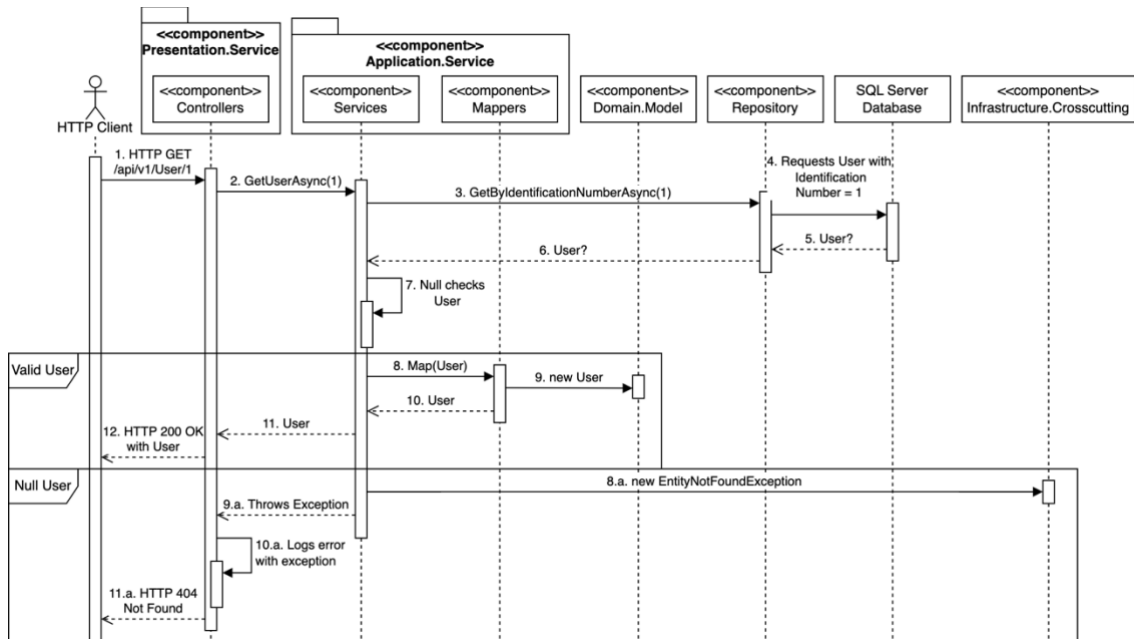 <<component>>
Presentation.Service
<<component>>
Application.Service
HTTP Client
<<component>>
Controllers
<<component>>
Services
<<component>>
Mappers
<<component>>
Domain.Model
<<component>>
Repository
SQL Server
Database
<<component>>
Infrastructure.Crosscutting
1. HTTP GET
/api/v1/User/1
2. GetUserAsync(1)
3. GetByIdentificationNumberAsync(1)
4. Requests User with
Identification
Number = 1
5. User?
6. User?
7. Null checks
User
Valid User
8. Map(User)
9. new User
10. User
11. User
12. HTTP 200 OK
with User
Null User
8.a. new EntityNotFoundException
9.a. Throws Exception
10.a. Logs error
with exception
11.a. HTTP 404
Not Found